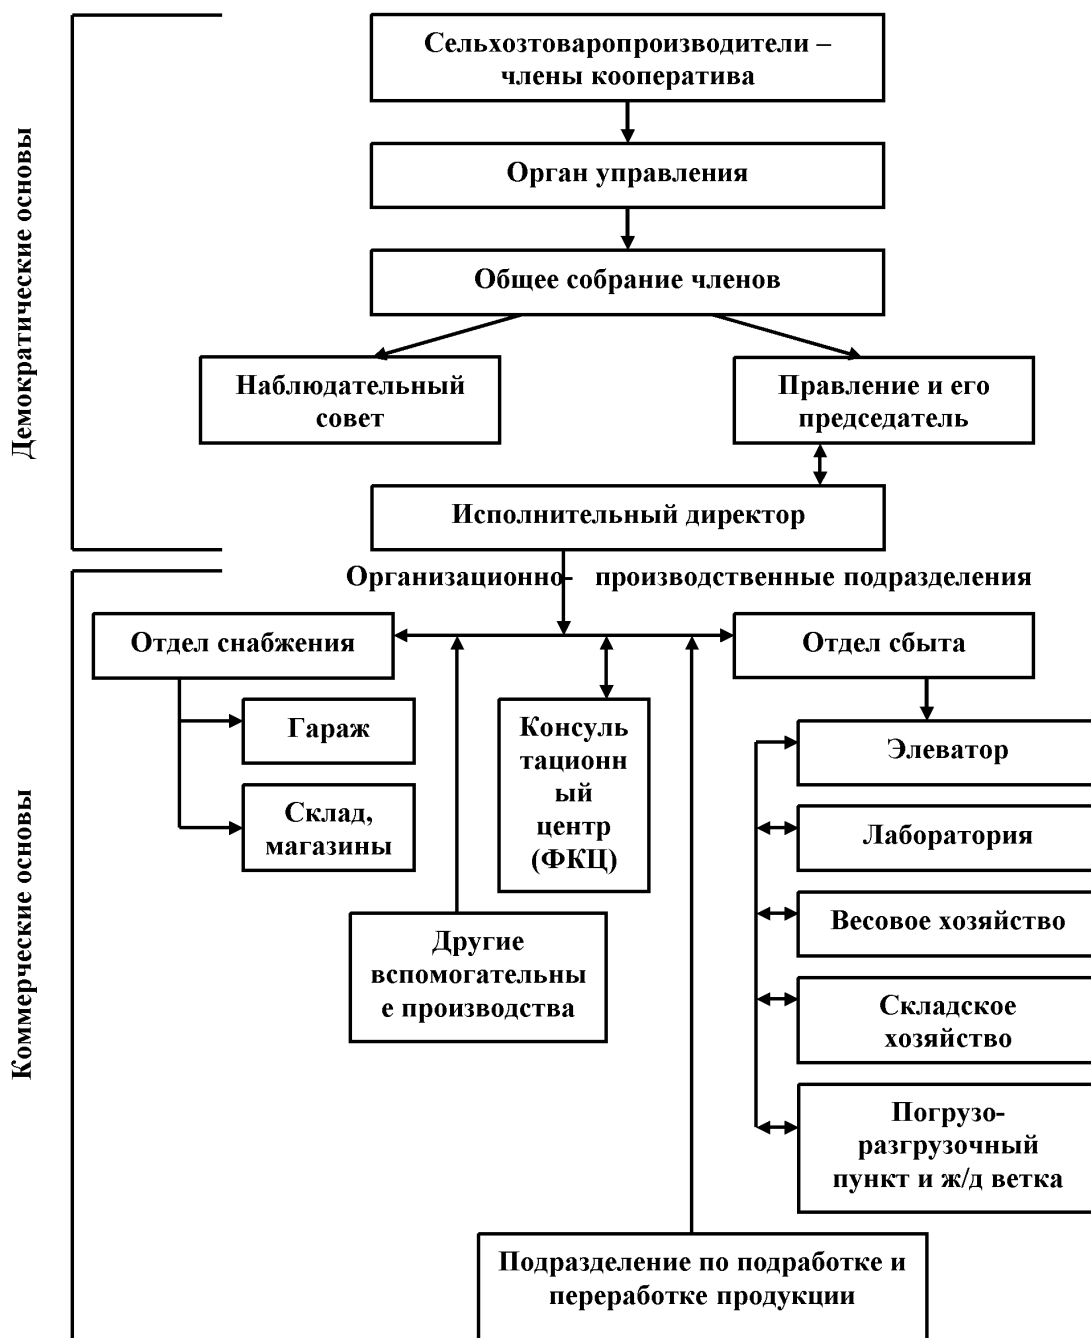 Сельхозтоваропроизводители –
члены кооператива
Орган управления
Общее собрание членов
Наблюдательный
совет
Правление и его
председатель
Исполнительный директор
Демократические основы
Организационно- производственные подразделения
Отдел снабжения
Отдел сбыта
Гараж
Склад,
магазины
Консуль
тационн
ый
центр
(ФКЦ)
Другие
вспомогательны
е производства
Элеватор
Лаборатория
Весовое хозяйство
Складское
хозяйство
Погрузо-
разгрузочный
пункт и ж/д ветка
Подразделение по подработке и
переработке продукции
Коммерческие основы